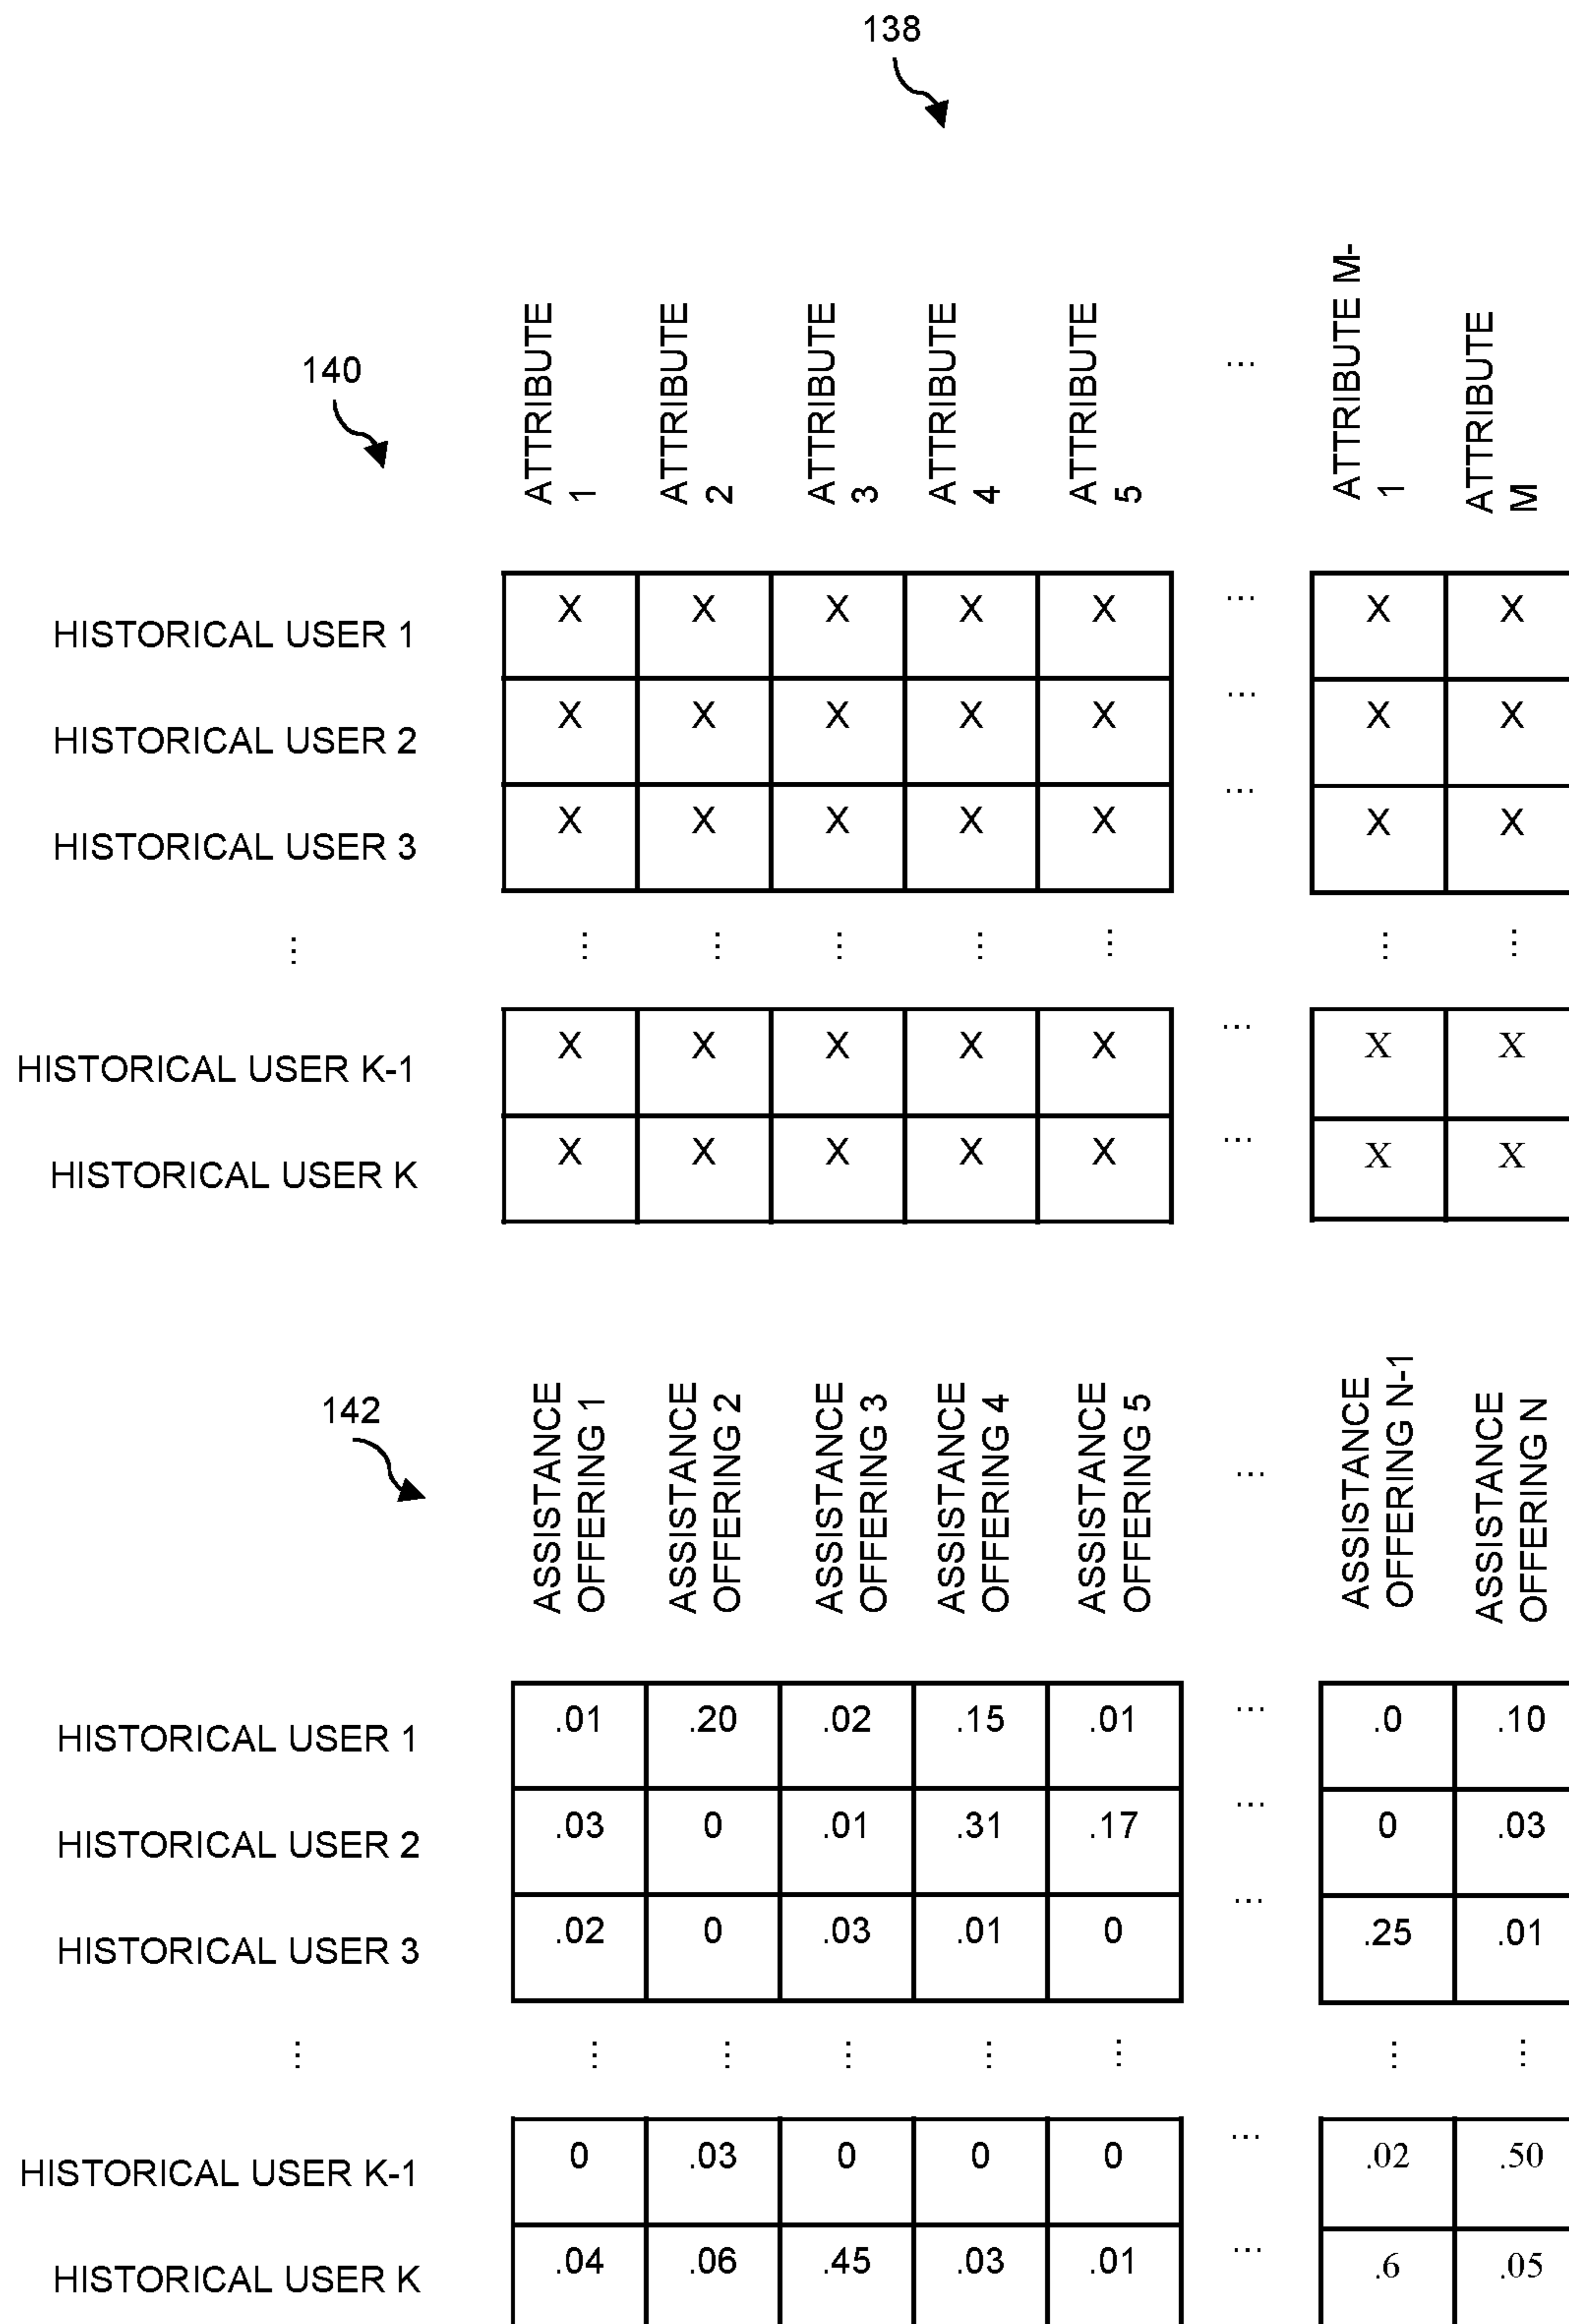 138
140
ATTRIBUTE
1
ATTRIBUTE
2
ATTRIBUTE
3
ATTRIBUTE
4
ATTRIBUTE
5
...
ATTRIBUTE M-
1
ATTRIBUTE
M
HISTORICAL USER 1 X X X X X ... X X
HISTORICAL USER 2 X X X X X ... X X
HISTORICAL USER 3 X X X X X ... X X
... ... ... ... ... ... ... ...
HISTORICAL USER K-1 X X X X X ... X X
HISTORICAL USER K X X X X X ... X X
142
ASSISTANCE
OFFERING 1
ASSISTANCE
OFFERING 2
ASSISTANCE
OFFERING 3
ASSISTANCE
OFFERING 4
ASSISTANCE
OFFERING 5
...
ASSISTANCE
OFFERING N-1
ASSISTANCE
OFFERING N
HISTORICAL USER 1 .01 .20 .02 .15 .01 ... .0 .10
HISTORICAL USER 2 .03 0 .01 .31 .17 ... 0 .03
HISTORICAL USER 3 .02 0 .03 .01 0 ... .25 .01
... ... ... ... ... ... ... ...
HISTORICAL USER K-1 0 .03 0 0 0 ... .02 .50
HISTORICAL USER K .04 .06 .45 .03 .01 ... .6 .05